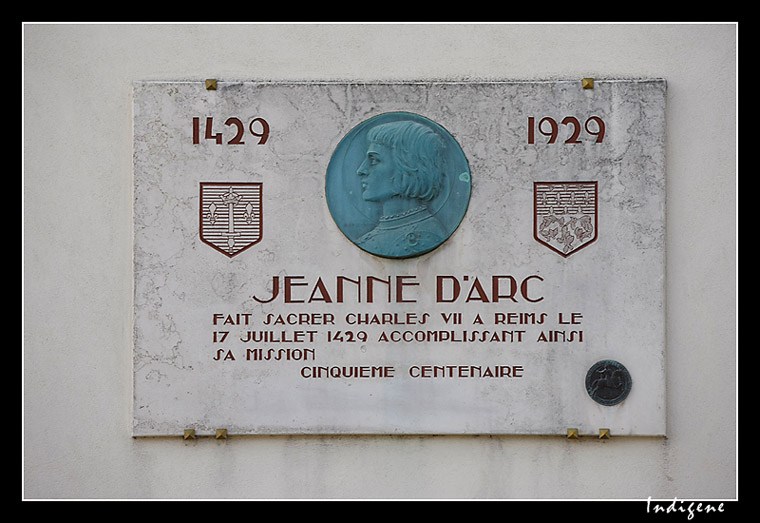 1429 1929
JEANNE D'ARC
FAIT SACRER CHARLES VII A REIMS LE
17 JUILLET 1429 ACCOMPLISSANT AINSI
SA MISSION
CINQUIEME CENTENAIRE
Indigene